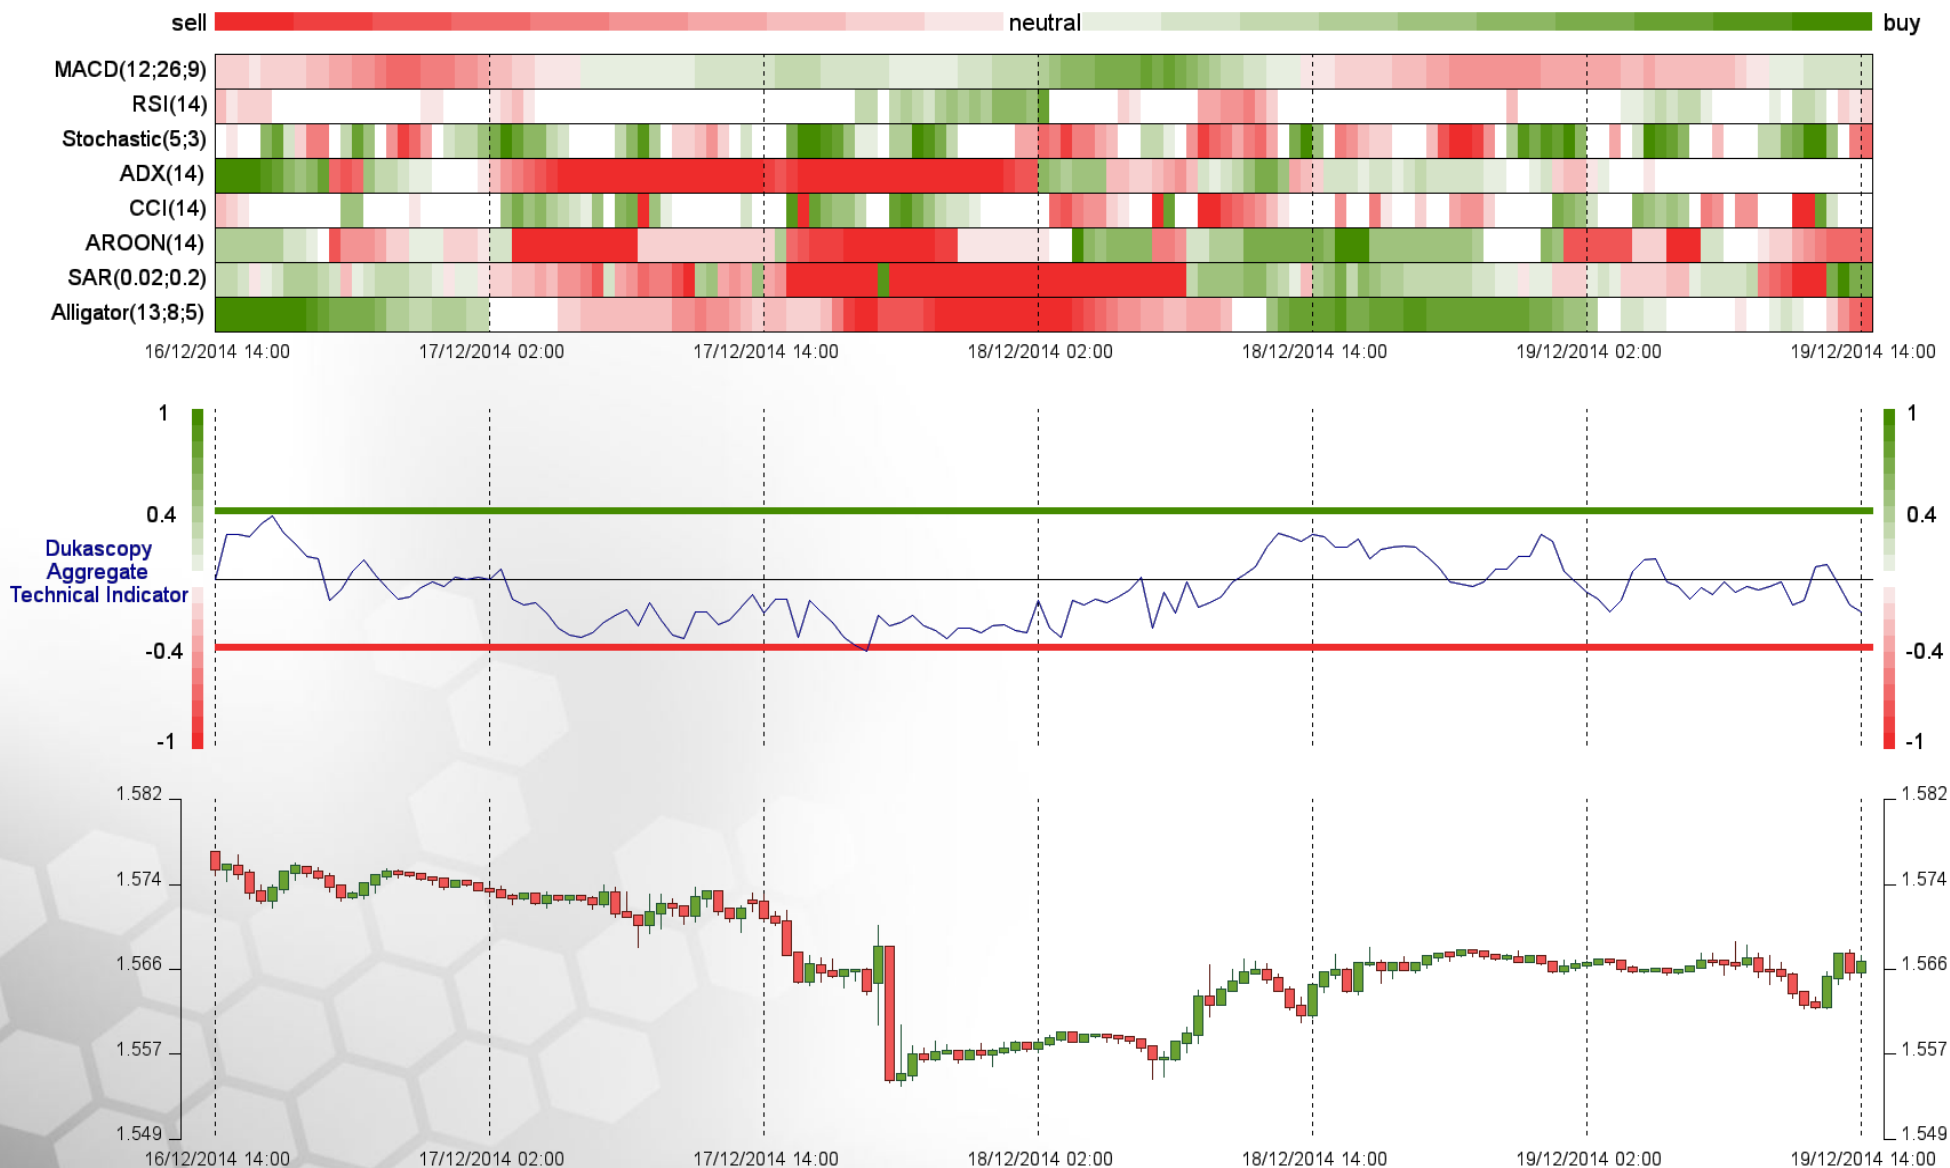 sell neutral buy
MACD(12;26;9)
RSI(14)
Stochastic(5;3)
ADX(14)
CCI(14)
AROON(14)
SAR(0.02;0.2)
Alligator(13;8;5)
16/12/2014 14:00 17/12/2014 02:00 17/12/2014 14:00 18/12/2014 02:00 18/12/2014 14:00 19/12/2014 02:00 19/12/2014 14:00
1 1
0.4 0.4
Dukascopy
Aggregate
Technical Indicator
-0.4 -0.4
-1 -1
1.582 1.582
1.574 1.574
1.566 1.566
1.557 1.557
1.549 1.549
16/12/2014 14:00 17/12/2014 02:00 17/12/2014 14:00 18/12/2014 02:00 18/12/2014 14:00 19/12/2014 02:00 19/12/2014 14:00